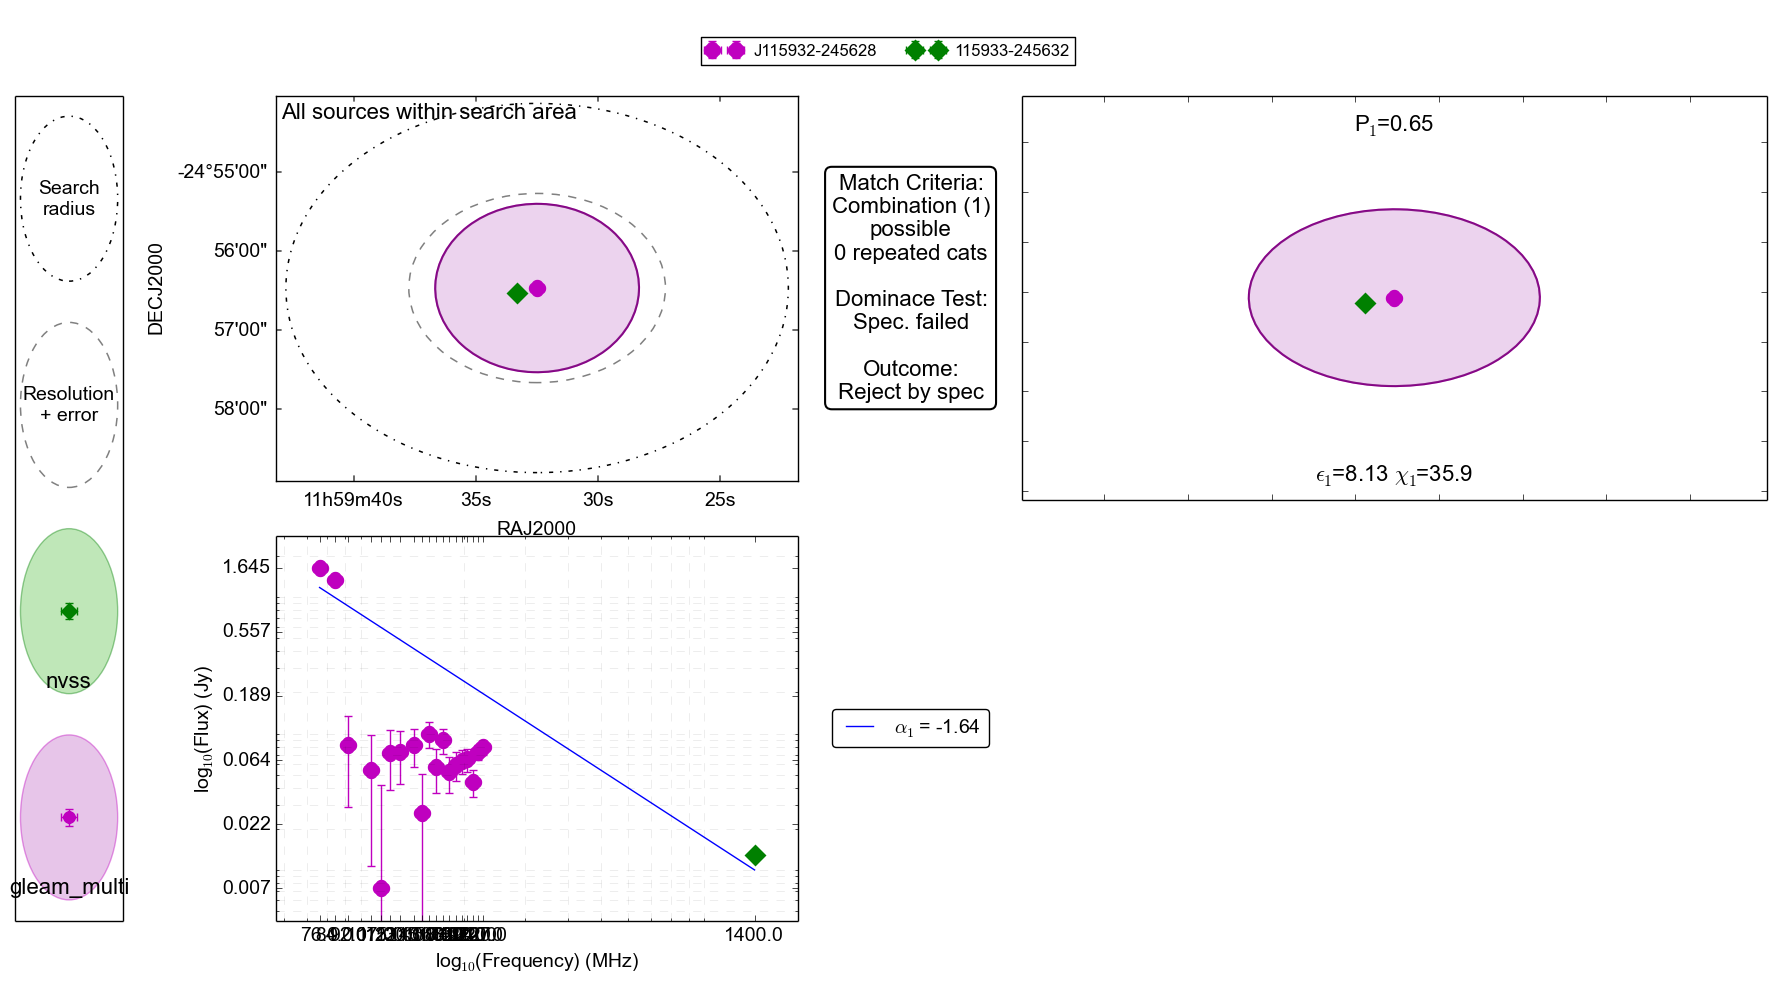 J115932-245628 115933-245632
Search
radius
Resolution
+ error
nvss
gleam_multi
All sources within search area
DECJ2000
-24°55'00"
56'00"
57'00"
58'00"
11h59m40s 35s 30s 25s
RAJ2000
Match Criteria:
Combination (1)
possible
0 repeated cats
Dominace Test:
Spec. failed
Outcome:
Reject by spec
P₁=0.65
ϵ₁=8.13 χ₁=35.9
log₁₀(Flux) (Jy)
1.645
0.557
0.189
0.064
0.022
0.007
1400.0
log₁₀(Frequency) (MHz)
α₁ = -1.64